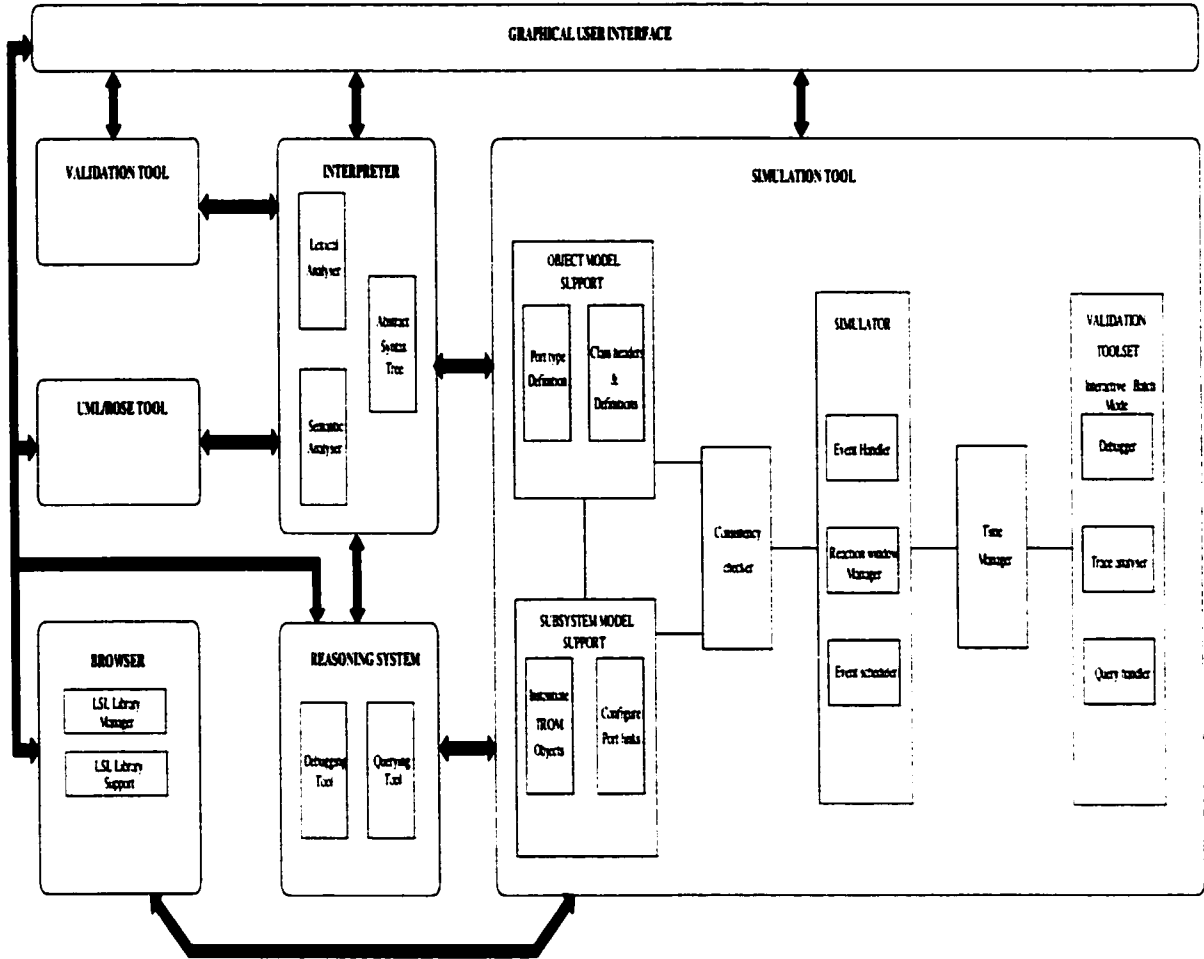 GRAPHICAL USER INTERFACE
VALIDATION TOOL
INTERPRETER
Lexical
Analyser
Abstract
Syntax
Tree
Semantic
Analyser
UML/ROSE TOOL
BROWSER
LSL Library
Manager
LSL Library
Support
REASONING SYSTEM
Debugging
Tool
Querying
Tool
SIMULATION TOOL
OBJECT MODEL
SUPPORT
Port type
Definition
Class headers
&
Definitions
SUBSYSTEM MODEL
SUPPORT
Instantiate
TROM
Objects
Configure
Port links
Consistency
checker
SIMULATOR
Event Handler
Reaction window
Manager
Event scheduler
Time
Manager
VALIDATION
TOOLSET
Interactive Batch
Mode
Debugger
Trace analyser
Query handler